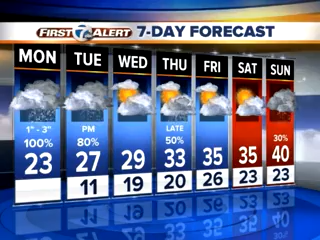 FIRST 7 ALERT 7-DAY FORECAST
MON TUE WED THU FRI SAT SUN
1" - 3" PM LATE
100% 80% 50% 30%
23 27 29 33 35 35 40
11 19 20 26 23 23